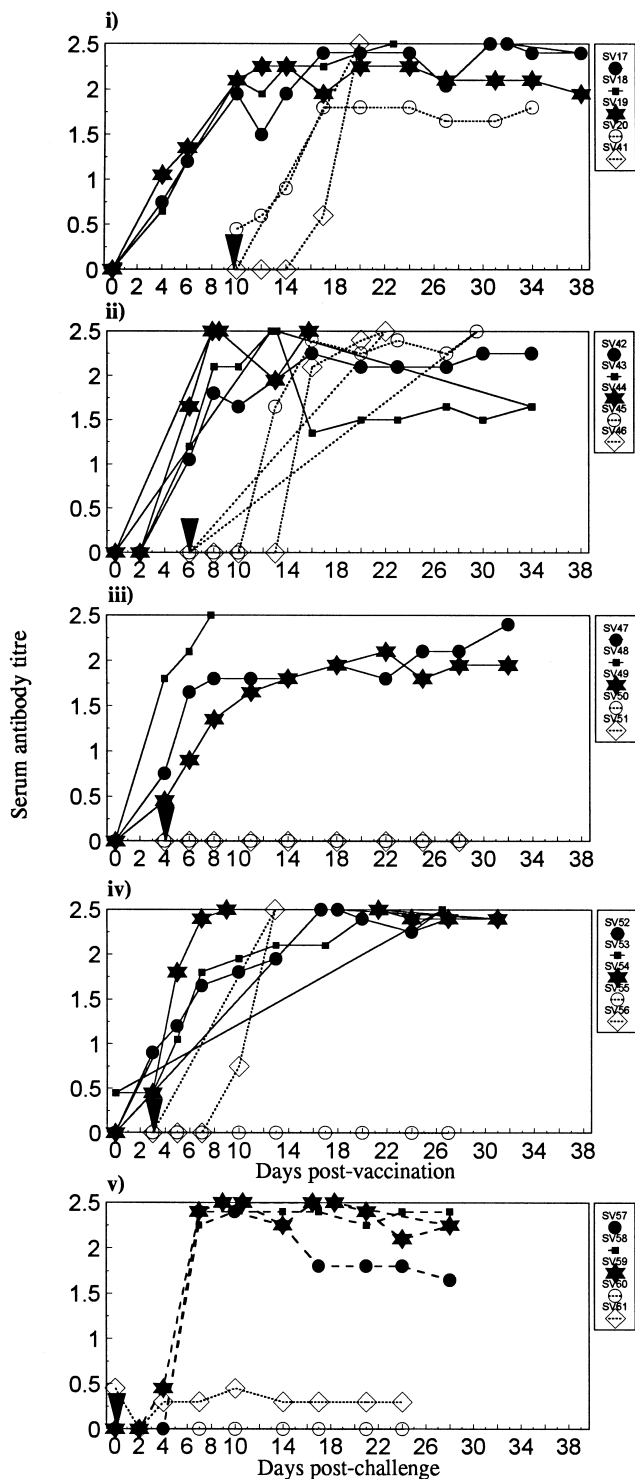 i)
2.5
2
1.5
1
0.5
0
0 2 4 6 8 10 14 18 22 26 30 34 38
SV17
SV18
SV19
SV20
SV41
ii)
2.5
2
1.5
1
0.5
0
0 2 4 6 8 10 14 18 22 26 30 34 38
SV42
SV43
SV44
SV45
SV46
Serum antibody titre
iii)
2.5
2
1.5
1
0.5
0
0 2 4 6 8 10 14 18 22 26 30 34 38
SV47
SV48
SV49
SV50
SV51
iv)
2.5
2
1.5
1
0.5
0
0 2 4 6 8 10 14 18 22 26 30 34 38
Days post-vaccination
SV52
SV53
SV54
SV55
SV56
v)
2.5
2
1.5
1
0.5
0
0 2 4 6 8 10 14 18 22 26 30 34 38
Days post-challenge
SV57
SV58
SV59
SV60
SV61